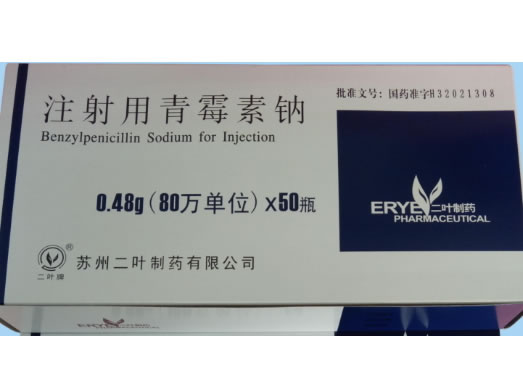 批准文号：国药准字H32021308
注射用青霉素钠
Benzylpenicillin Sodium for Injection
0.48g(80万单位)x50瓶
ERYE二叶制药
PHARMACEUTICAL
®
二叶牌
苏州二叶制药有限公司